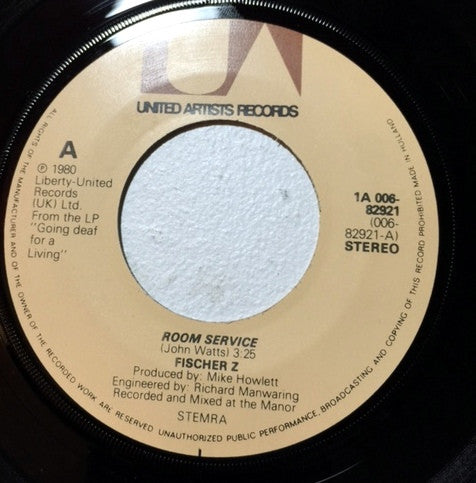 UA
UNITED ARTISTS RECORDS
A
℗ 1980
Liberty-United
Records
(UK) Ltd.
From the LP
"Going deaf
for a
Living"
1A 006-
82921
(006-
82921-A)
STEREO
ROOM SERVICE
(John Watts) 3:25
FISCHER Z
Produced by: Mike Howlett
Engineered by: Richard Manwaring
Recorded and Mixed at the Manor
STEMRA
ALL RIGHTS OF THE MANUFACTURER AND OF THE OWNER OF THE RECORDED WORK ARE RESERVED UNAUTHORIZED PUBLIC PERFORMANCE, BROADCASTING AND COPYING OF THIS RECORD PROHIBITED MADE IN HOLLAND